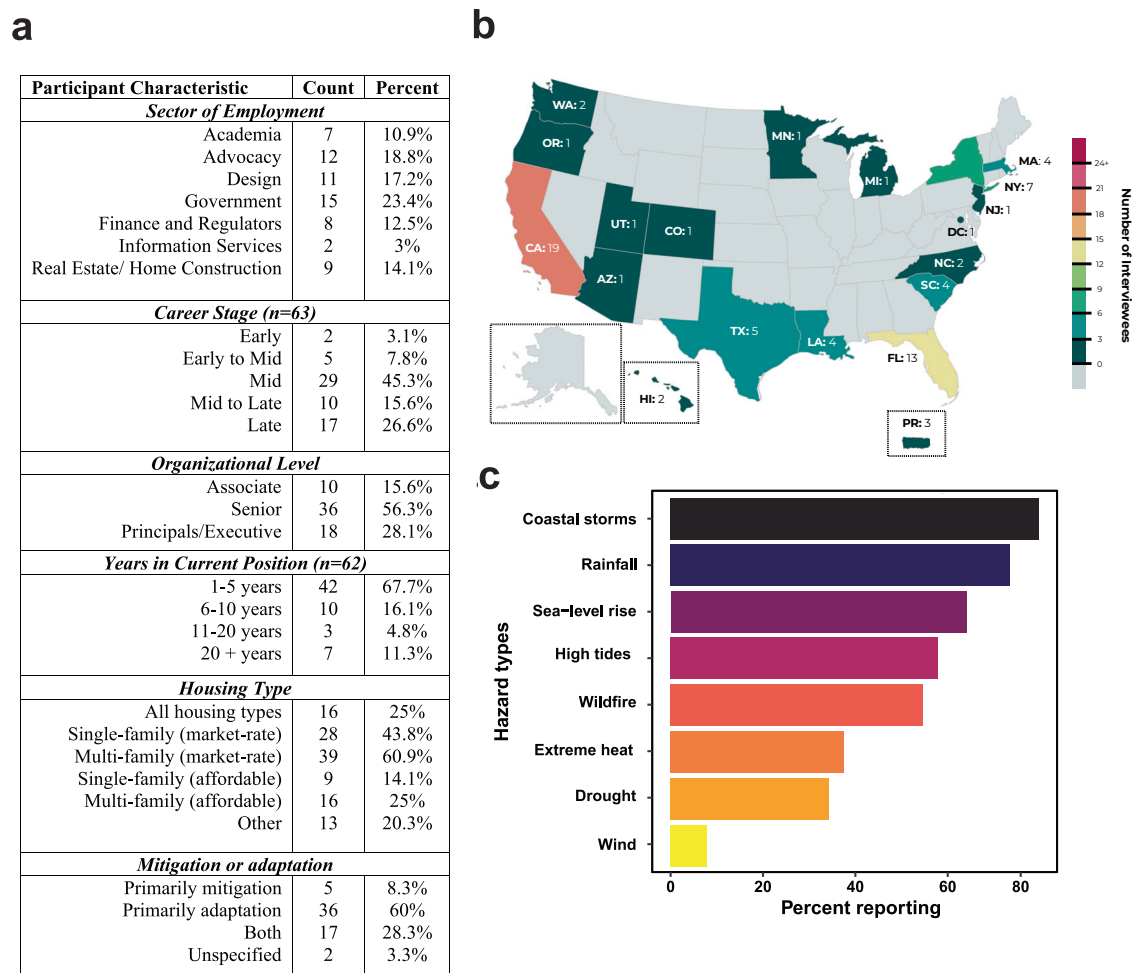 a
Participant Characteristic Count Percent
Sector of Employment
Academia 7 10.9%
Advocacy 12 18.8%
Design 11 17.2%
Government 15 23.4%
Finance and Regulators 8 12.5%
Information Services 2 3%
Real Estate/ Home Construction 9 14.1%
Career Stage (n=63)
Early 2 3.1%
Early to Mid 5 7.8%
Mid 29 45.3%
Mid to Late 10 15.6%
Late 17 26.6%
Organizational Level
Associate 10 15.6%
Senior 36 56.3%
Principals/Executive 18 28.1%
Years in Current Position (n=62)
1-5 years 42 67.7%
6-10 years 10 16.1%
11-20 years 3 4.8%
20 + years 7 11.3%
Housing Type
All housing types 16 25%
Single-family (market-rate) 28 43.8%
Multi-family (market-rate) 39 60.9%
Single-family (affordable) 9 14.1%
Multi-family (affordable) 16 25%
Other 13 20.3%
Mitigation or adaptation
Primarily mitigation 5 8.3%
Primarily adaptation 36 60%
Both 17 28.3%
Unspecified 2 3.3%
b
WA: 2
OR: 1
MN: 1
MI: 1
MA: 4
NY: 7
NJ: 1
UT: 1
CO: 1
DC: 1
CA: 19
AZ: 1
NC: 2
SC: 4
TX: 5
LA: 4
FL: 13
HI: 2
PR: 3
24+
21
18
15
12
9
6
3
0
Number of Interviewees
c
Coastal storms
Rainfall
Sea−level rise
High tides
Wildfire
Extreme heat
Drought
Wind
Hazard types
0 20 40 60 80
Percent reporting